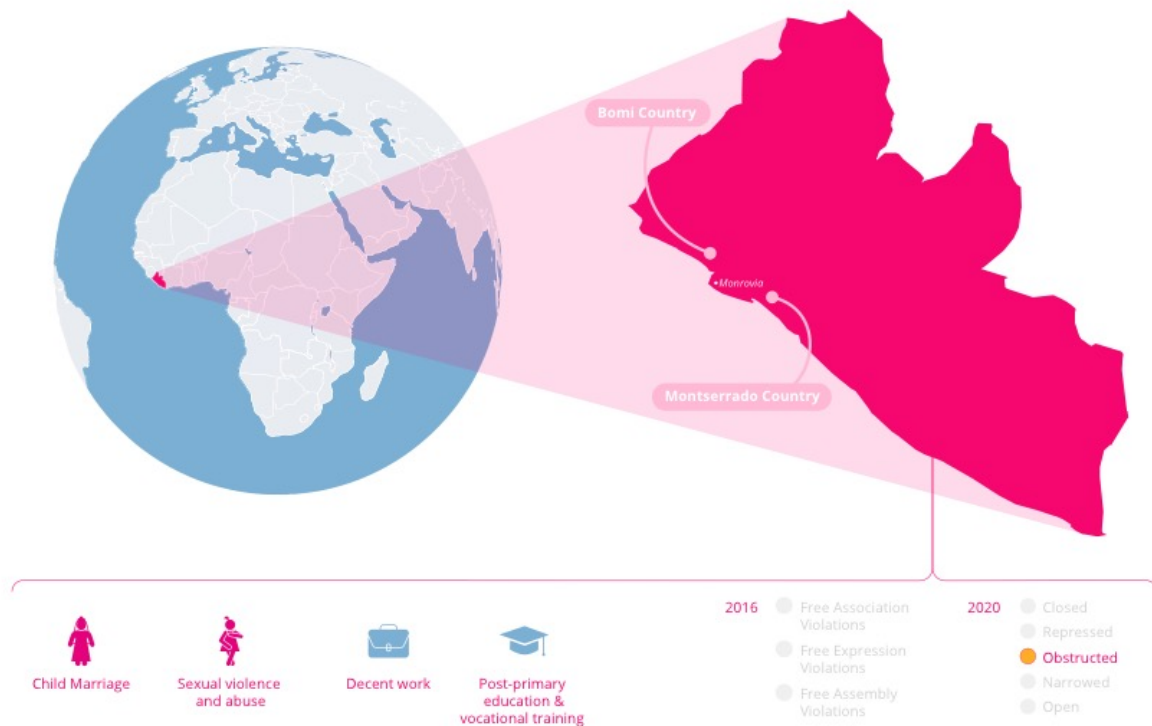 Bomi Country
Monrovia
Montserrado Country
Child Marriage
Sexual violence
and abuse
Decent work
Post-primary
education &
vocational training
2016
Free Association
Violations
Free Expression
Violations
Free Assembly
Violations
2020
Closed
Repressed
Obstructed
Narrowed
Open